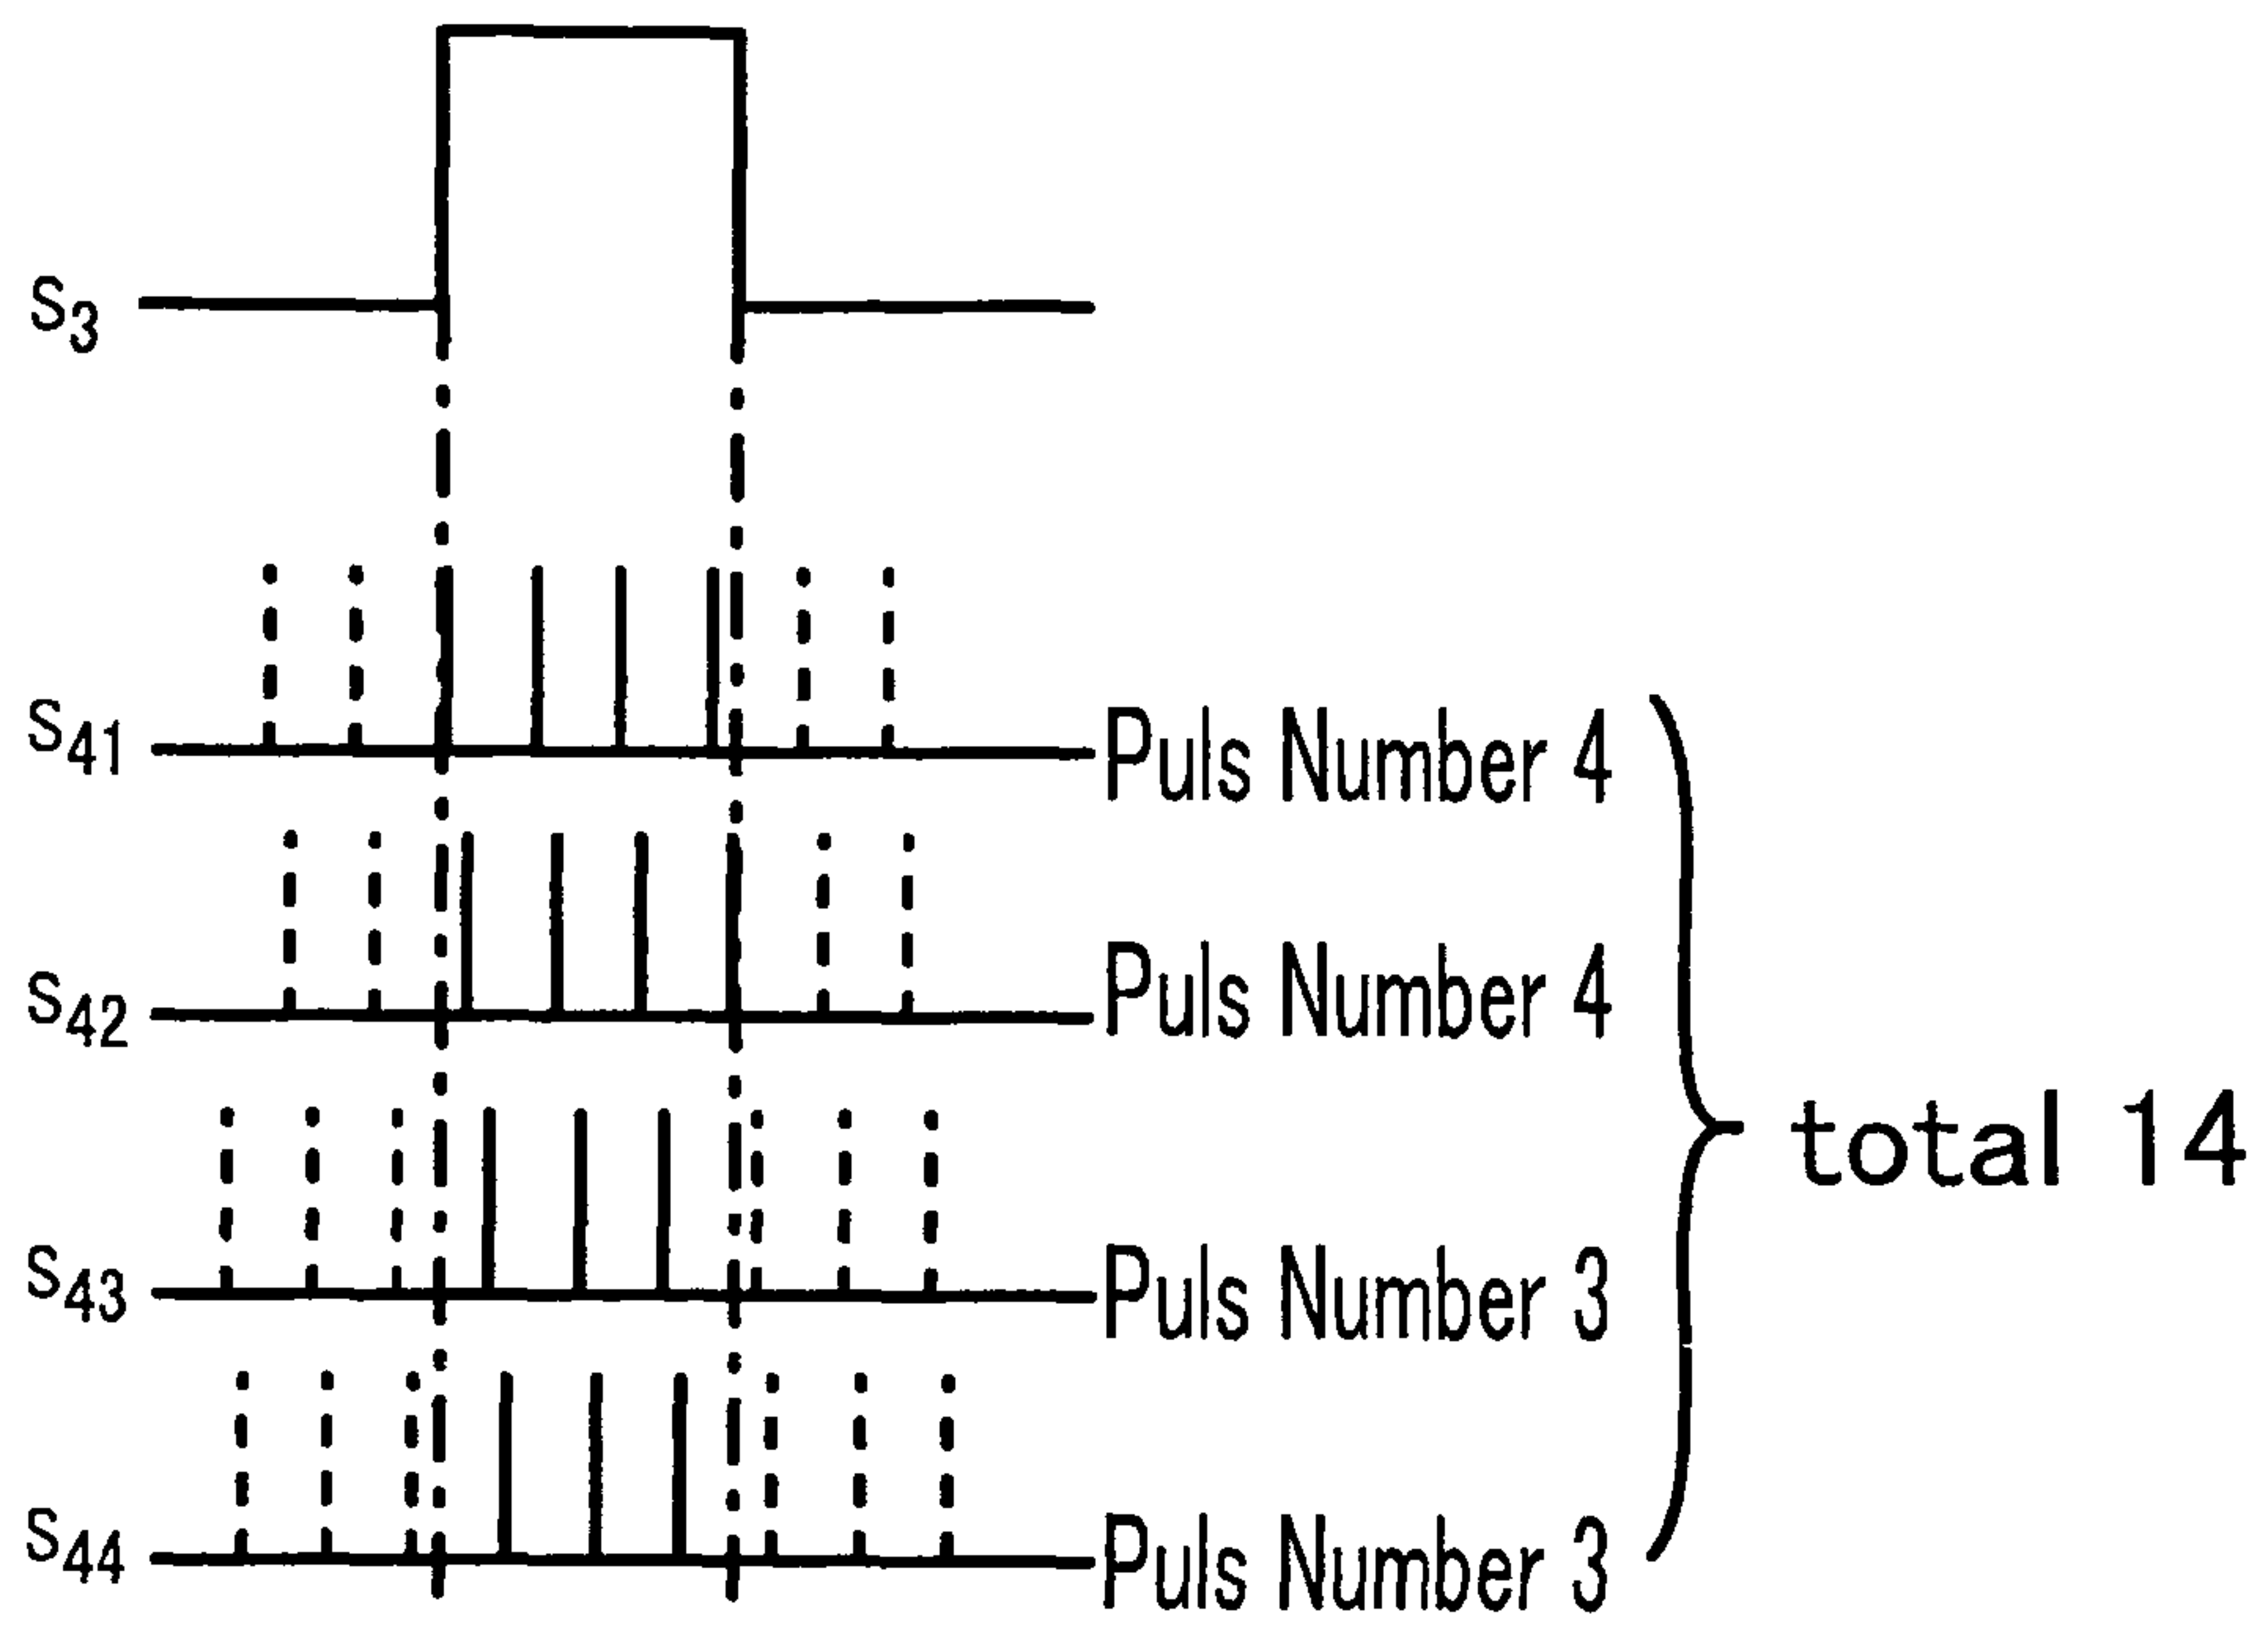 S3
S41 Puls Number 4
S42 Puls Number 4
total 14
S43 Puls Number 3
S44 Puls Number 3